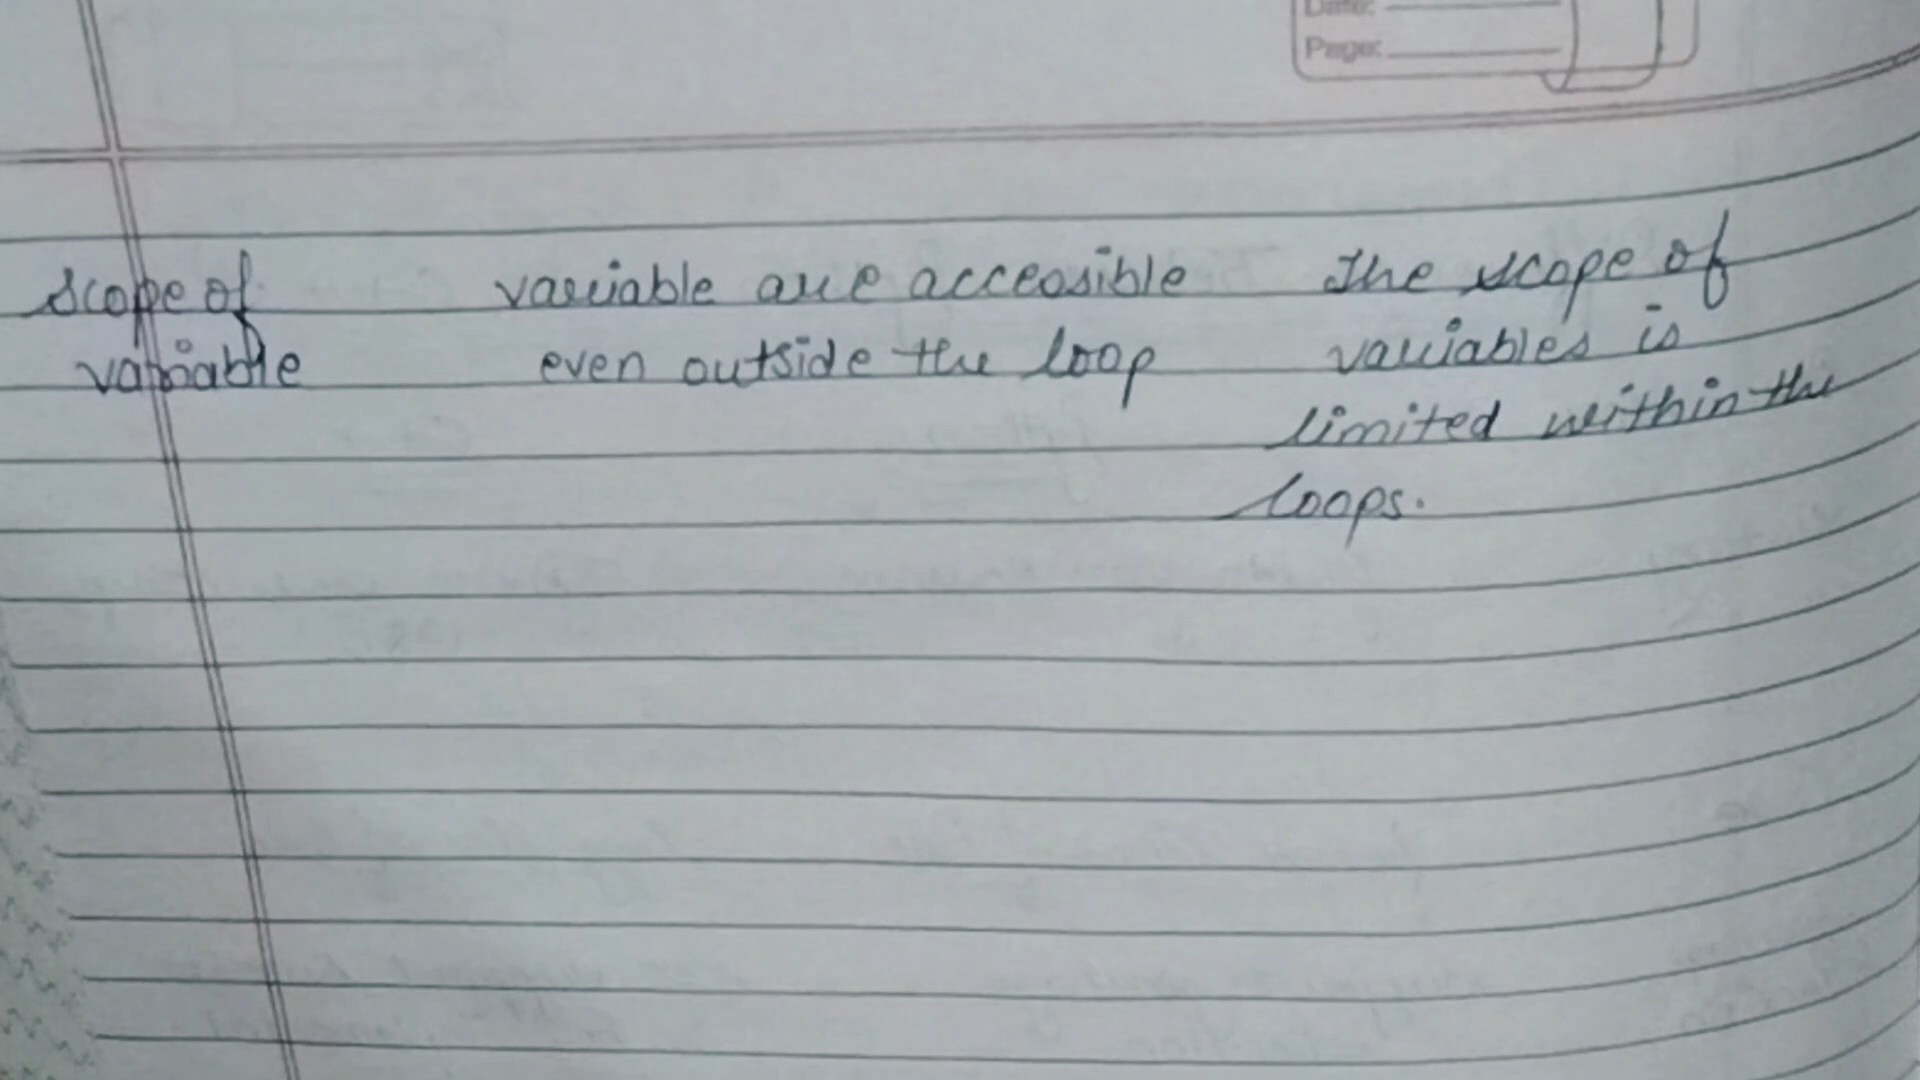 Date:
Page:
scope of variable are accessible the scope of
variable even outside the loop variables is
limited within the
loops.